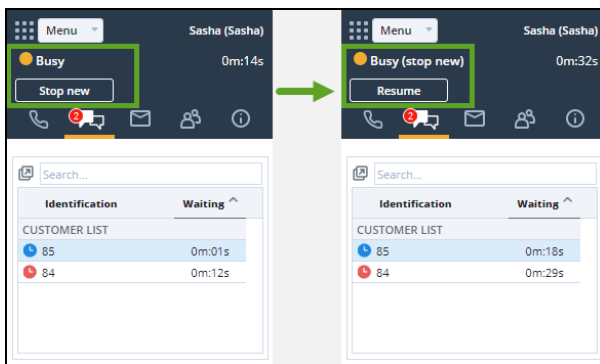 Menu
Sasha (Sasha)
Busy
0m:14s
Stop new
2
Search...
Identification
Waiting
CUSTOMER LIST
85
0m:01s
84
0m:12s
Menu
Sasha (Sasha)
Busy (stop new)
0m:32s
Resume
2
Search...
Identification
Waiting
CUSTOMER LIST
85
0m:18s
84
0m:29s